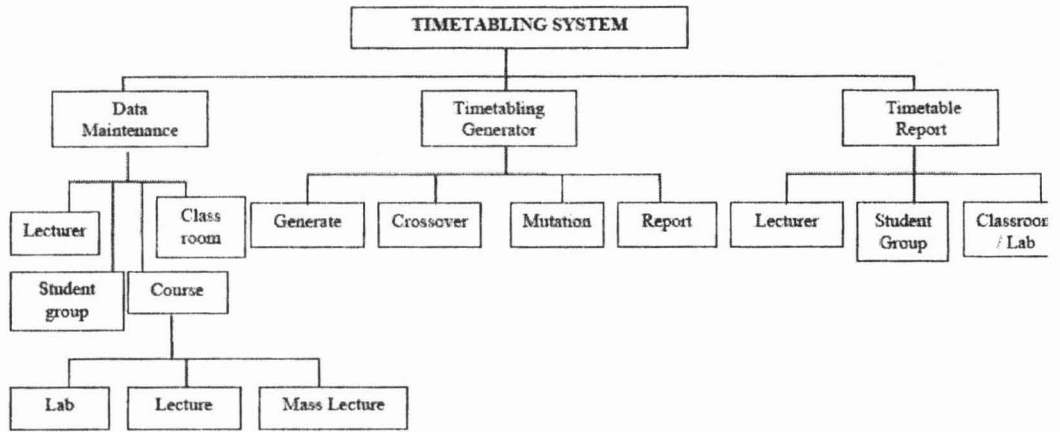 TIMETABLING SYSTEM
Data
Maintenance
Timetabling
Generator
Timetable
Report
Lecturer
Class
room
Student
group
Course
Generate
Crossover
Mutation
Report
Lecturer
Student
Group
Classroom
/ Lab
Lab
Lecture
Mass Lecture